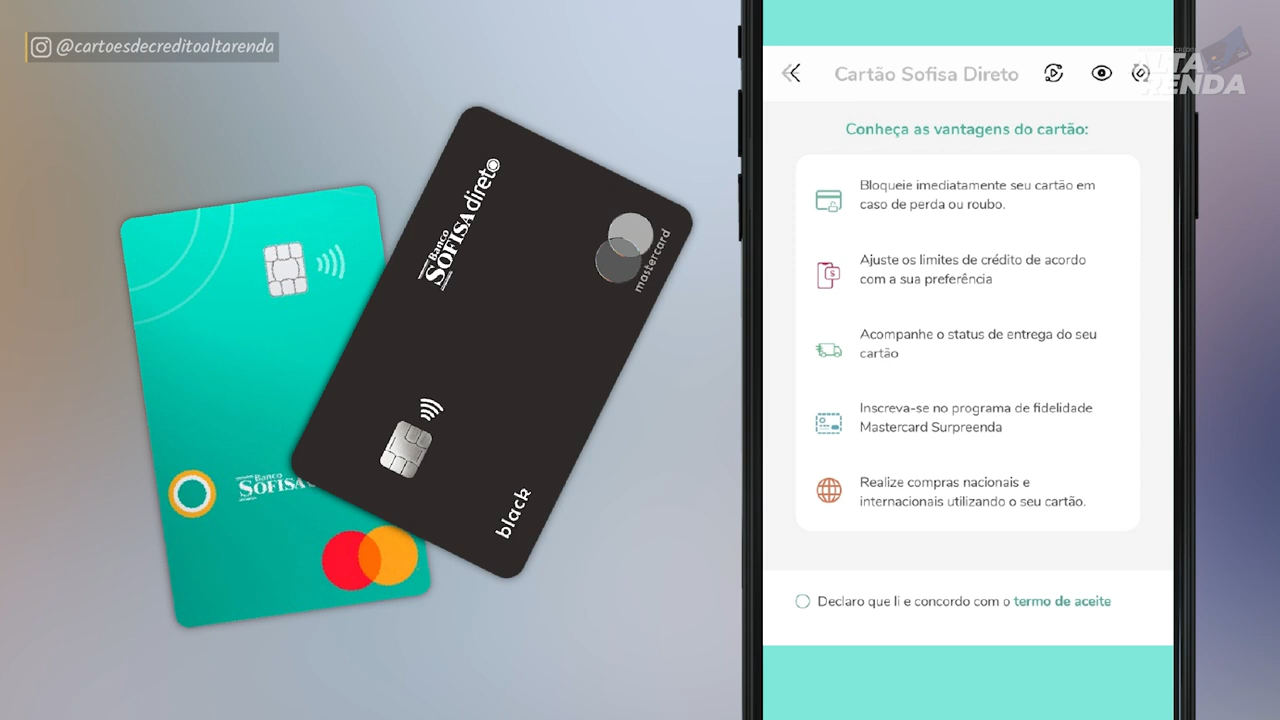 @cartoesdecreditoaltarenda
Banco
SOFISA
Banco
SOFISA direto
mastercard
black
Cartão Sofisa Direto
ALTA
RENDA
Conheça as vantagens do cartão:
Bloqueie imediatamente seu cartão em
caso de perda ou roubo.
Ajuste os limites de crédito de acordo
com a sua preferência
Acompanhe o status de entrega do seu
cartão
Inscreva-se no programa de fidelidade
Mastercard Surpreenda
Realize compras nacionais e
internacionais utilizando o seu cartão.
Declaro que li e concordo com o termo de aceite